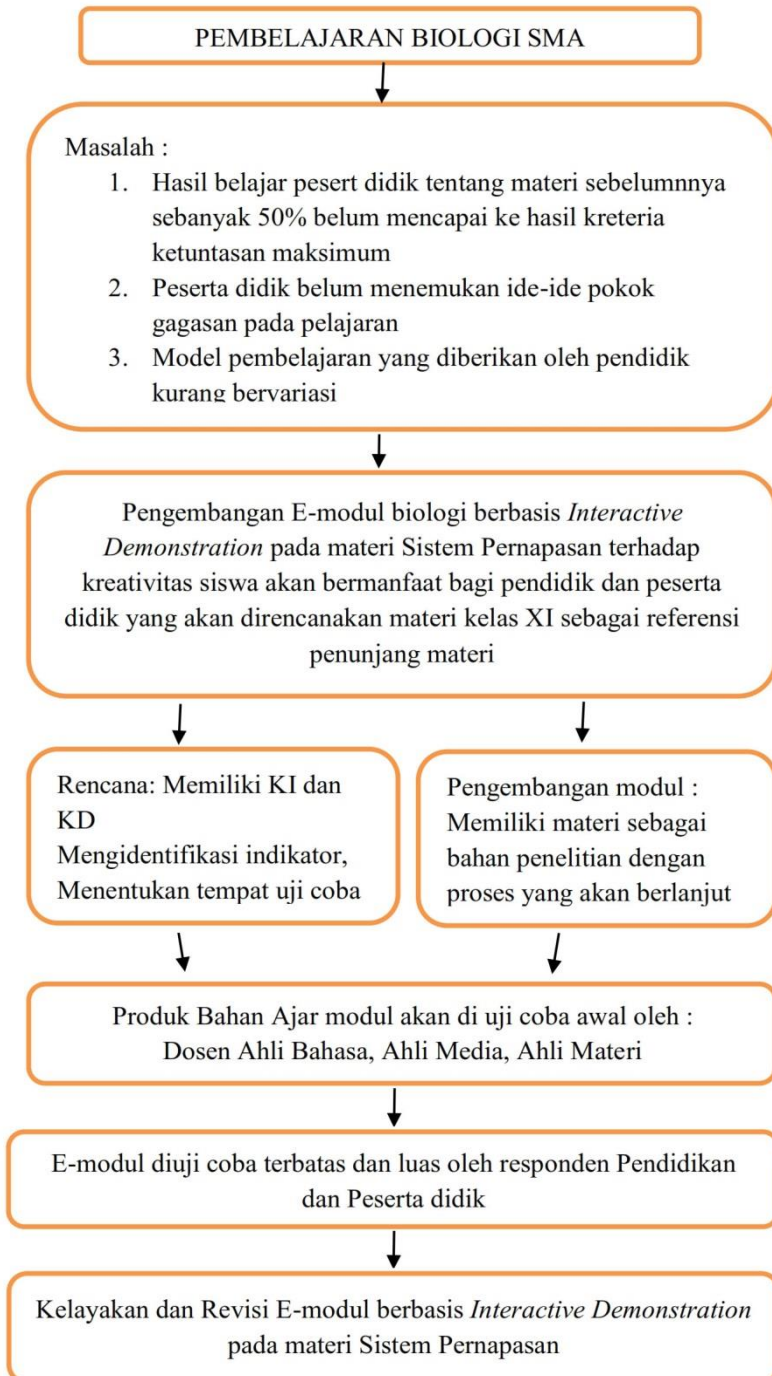 PEMBELAJARAN BIOLOGI SMA
Masalah :
1. Hasil belajar pesert didik tentang materi sebelumnnya
sebanyak 50% belum mencapai ke hasil kreteria
ketuntasan maksimum
2. Peserta didik belum menemukan ide-ide pokok
gagasan pada pelajaran
3. Model pembelajaran yang diberikan oleh pendidik
kurang bervariasi
Pengembangan E-modul biologi berbasis Interactive
Demonstration pada materi Sistem Pernapasan terhadap
kreativitas siswa akan bermanfaat bagi pendidik dan peserta
didik yang akan direncanakan materi kelas XI sebagai referensi
penunjang materi
Rencana: Memiliki KI dan
KD
Mengidentifikasi indikator,
Menentukan tempat uji coba
Pengembangan modul :
Memiliki materi sebagai
bahan penelitian dengan
proses yang akan berlanjut
Produk Bahan Ajar modul akan di uji coba awal oleh :
Dosen Ahli Bahasa, Ahli Media, Ahli Materi
E-modul diuji coba terbatas dan luas oleh responden Pendidikan
dan Peserta didik
Kelayakan dan Revisi E-modul berbasis Interactive Demonstration
pada materi Sistem Pernapasan